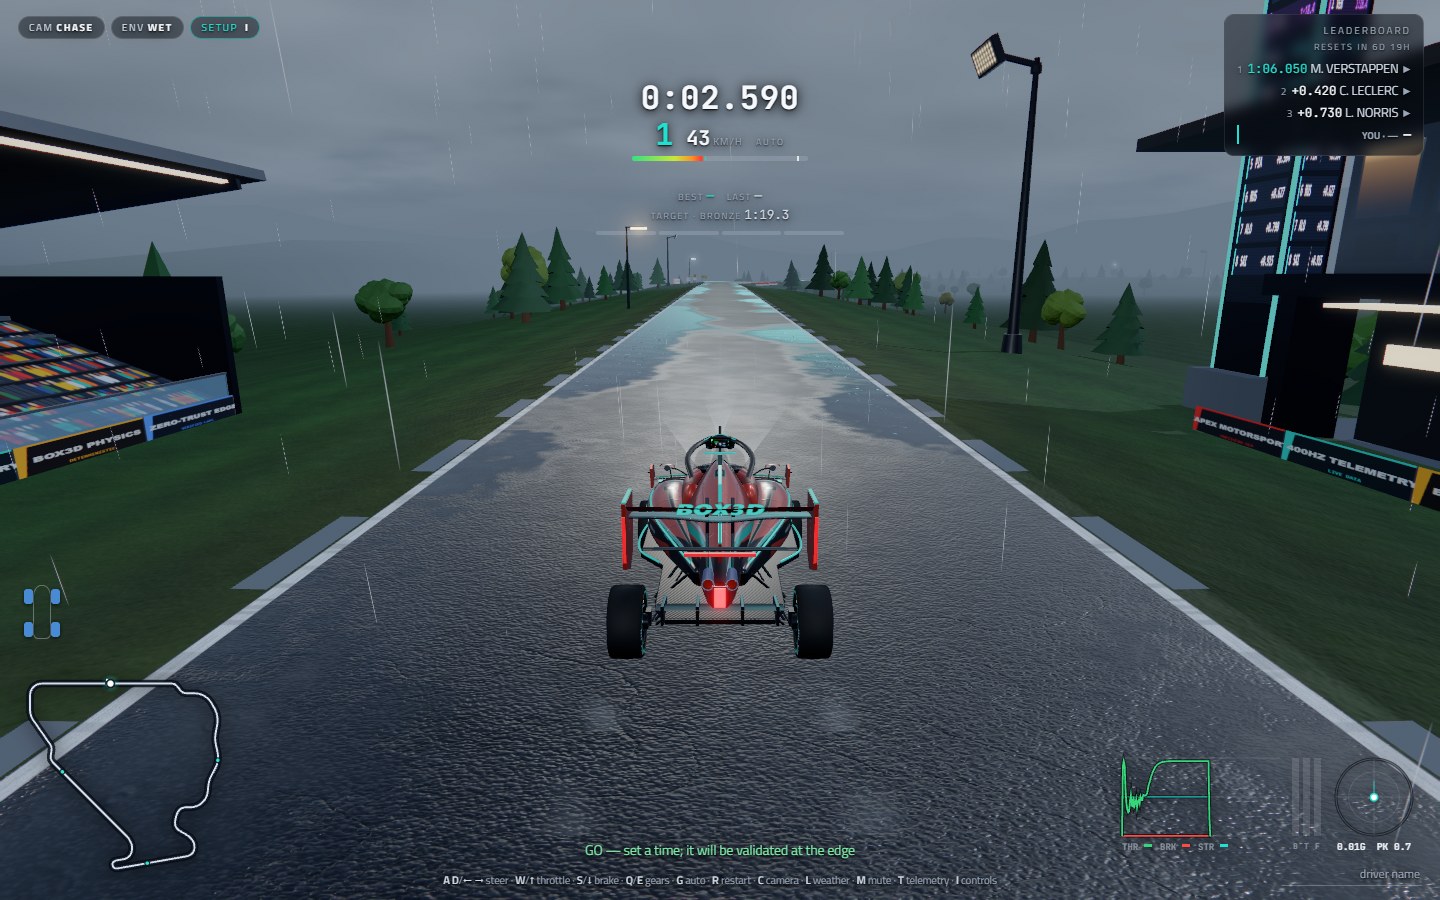 CAM CHASE
ENV WET
SETUP I
0:02.590
1 43 KM/H AUTO
BEST — LAST —
TARGET · BRONZE 1:19.3
LEADERBOARD
RESETS IN 6D 19H
1 1:06.050 M. VERSTAPPEN ▶
2 +0.420 C. LECLERC ▶
3 +0.730 L. NORRIS ▶
YOU · — —
BOX3D PHYSICS
ZERO-TRUST EDGE
APEX MOTORSPORT
400HZ TELEMETRY
LIVE DATA
BOX3D
THR BRK STR
B°T F
0.01G PK 0.7
GO — set a time; it will be validated at the edge
A D/← → steer · W/↑ throttle · S/↓ brake · Q/E gears · G auto · R restart · C camera · L weather · M mute · T telemetry · I controls
driver name